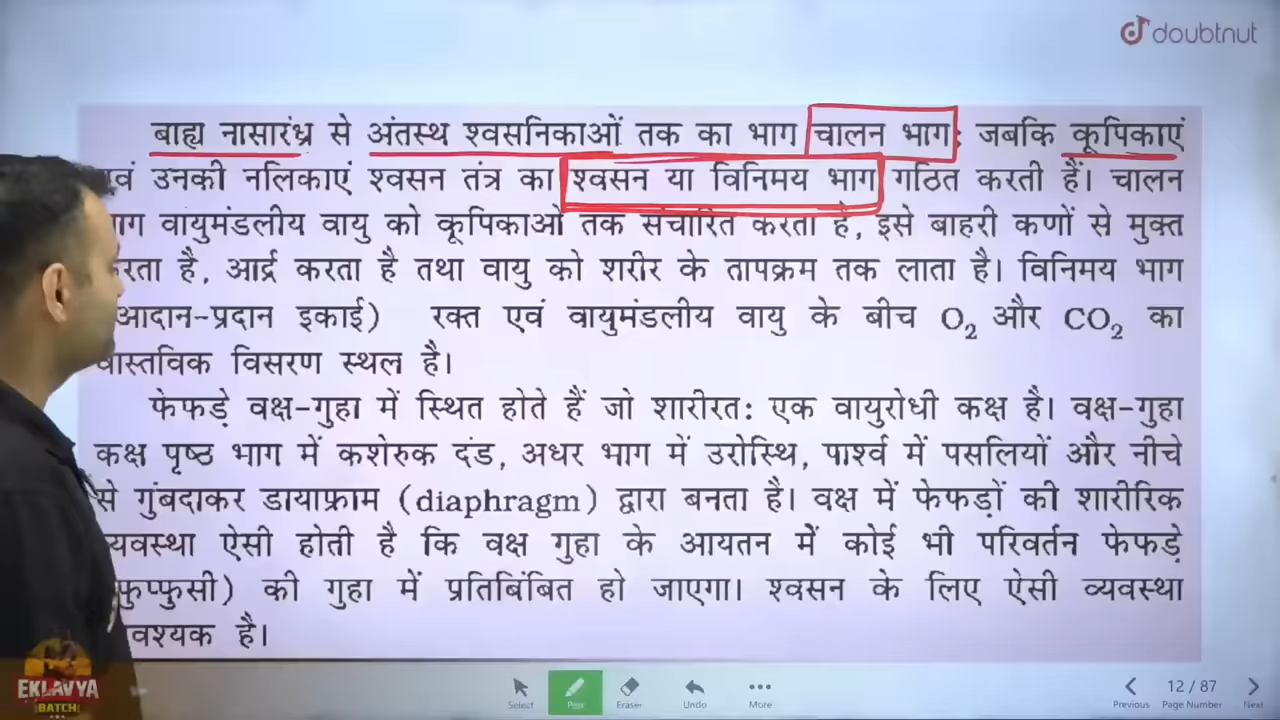 doubtnut
बाह्य नासारंध्र से अंतस्थ श्वसनिकाओं तक का भाग चालन भाग; जबकि कूपिकाएं
एवं उनकी नलिकाएं श्वसन तंत्र का श्वसन या विनिमय भाग गठित करती हैं। चालन
भाग वायुमंडलीय वायु को कूपिकाओं तक संचारित करता है, इसे बाहरी कणों से मुक्त
करता है, आर्द्र करता है तथा वायु को शरीर के तापक्रम तक लाता है। विनिमय भाग
आदान-प्रदान इकाई) रक्त एवं वायुमंडलीय वायु के बीच O₂ और CO₂ का
वास्तविक विसरण स्थल है।
फेफड़े वक्ष-गुहा में स्थित होते हैं जो शारीरत: एक वायुरोधी कक्ष है। वक्ष-गुहा
कक्ष पृष्ठ भाग में कशेरुक दंड, अधर भाग में उरोस्थि, पार्श्व में पसलियों और नीचे
से गुंबदाकर डायाफ्राम (diaphragm) द्वारा बनता है। वक्ष में फेफड़ों की शारीरिक
व्यवस्था ऐसी होती है कि वक्ष गुहा के आयतन में कोई भी परिवर्तन फेफड़े
फुप्फुसी) की गुहा में प्रतिबिंबित हो जाएगा। श्वसन के लिए ऐसी व्यवस्था
आवश्यक है।
EKLAVYA
BATCH
Select Pen Eraser Undo More Previous 12 / 87 Page Number Next